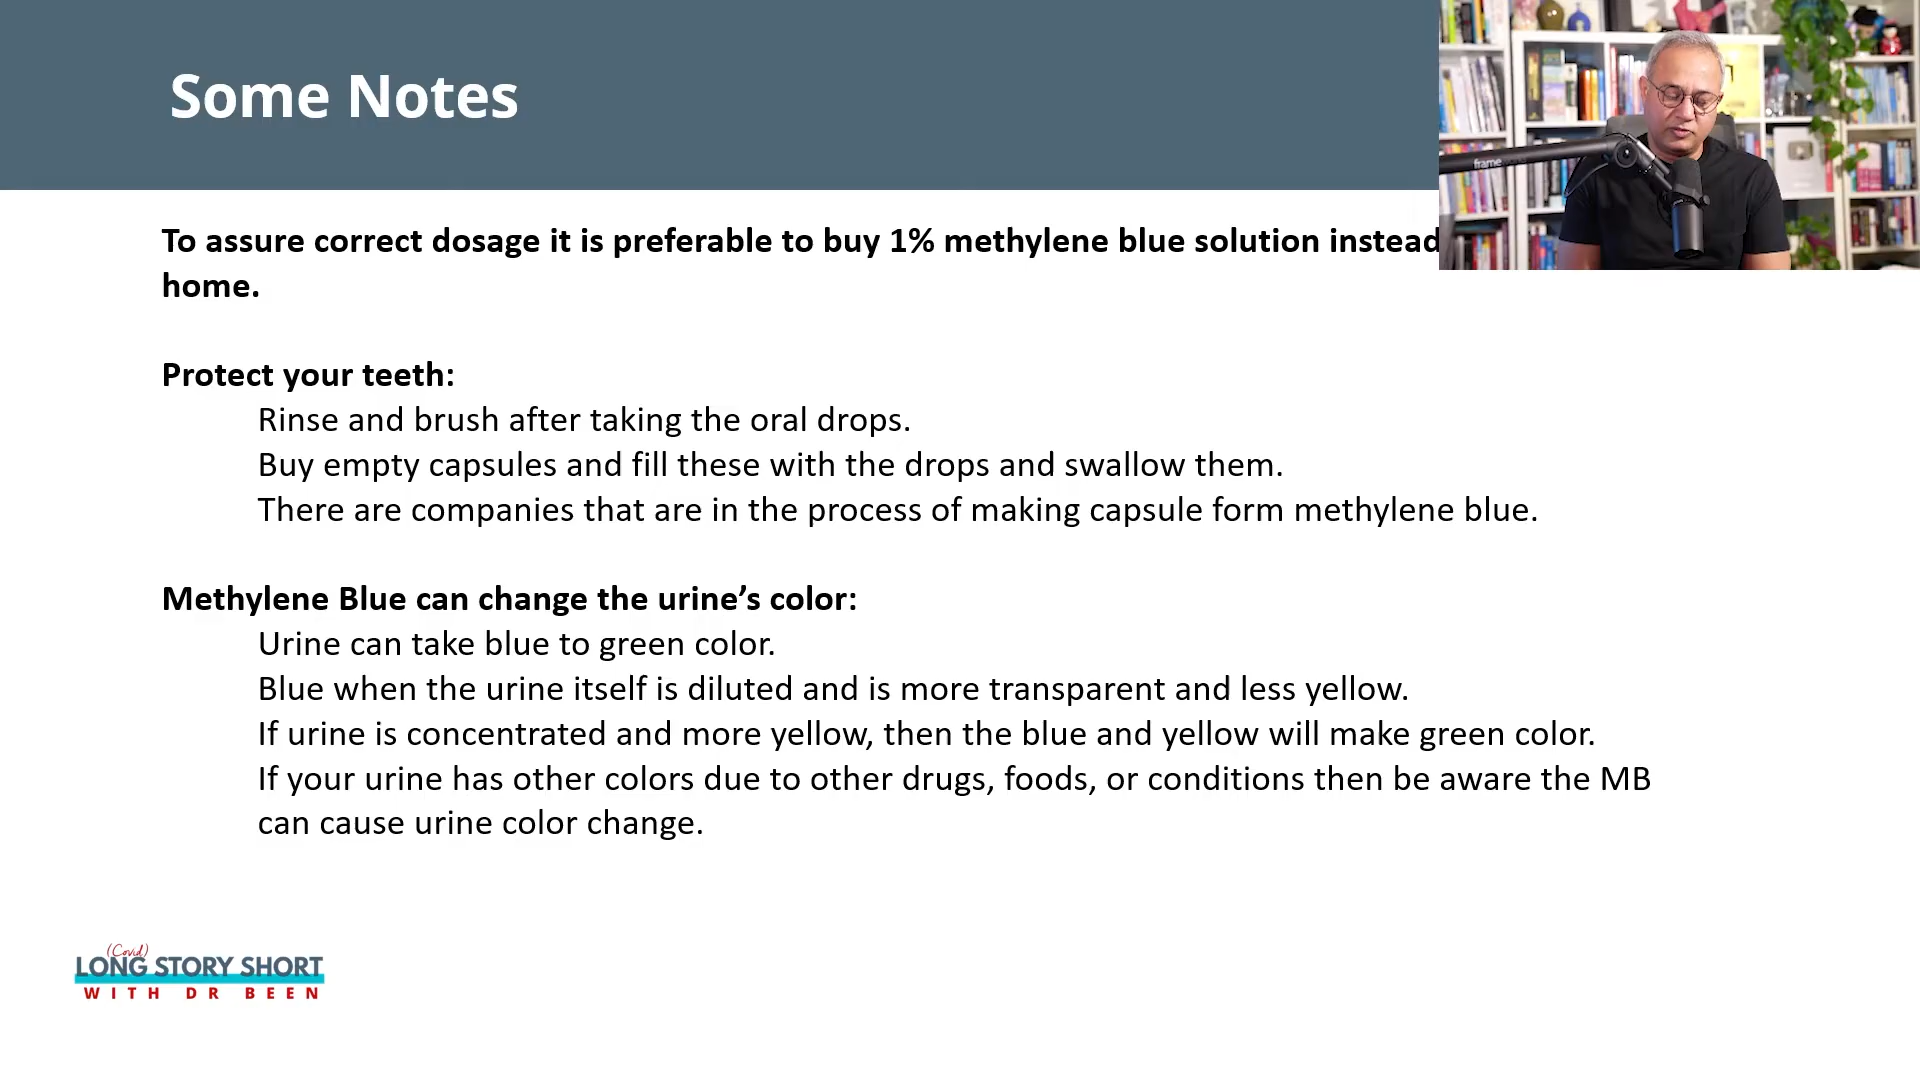 Some Notes
frame
To assure correct dosage it is preferable to buy 1% methylene blue solution instead
home.
Protect your teeth:
Rinse and brush after taking the oral drops.
Buy empty capsules and fill these with the drops and swallow them.
There are companies that are in the process of making capsule form methylene blue.
Methylene Blue can change the urine’s color:
Urine can take blue to green color.
Blue when the urine itself is diluted and is more transparent and less yellow.
If urine is concentrated and more yellow, then the blue and yellow will make green color.
If your urine has other colors due to other drugs, foods, or conditions then be aware the MB
can cause urine color change.
(Covid)
LONG STORY SHORT
WITH DR BEEN